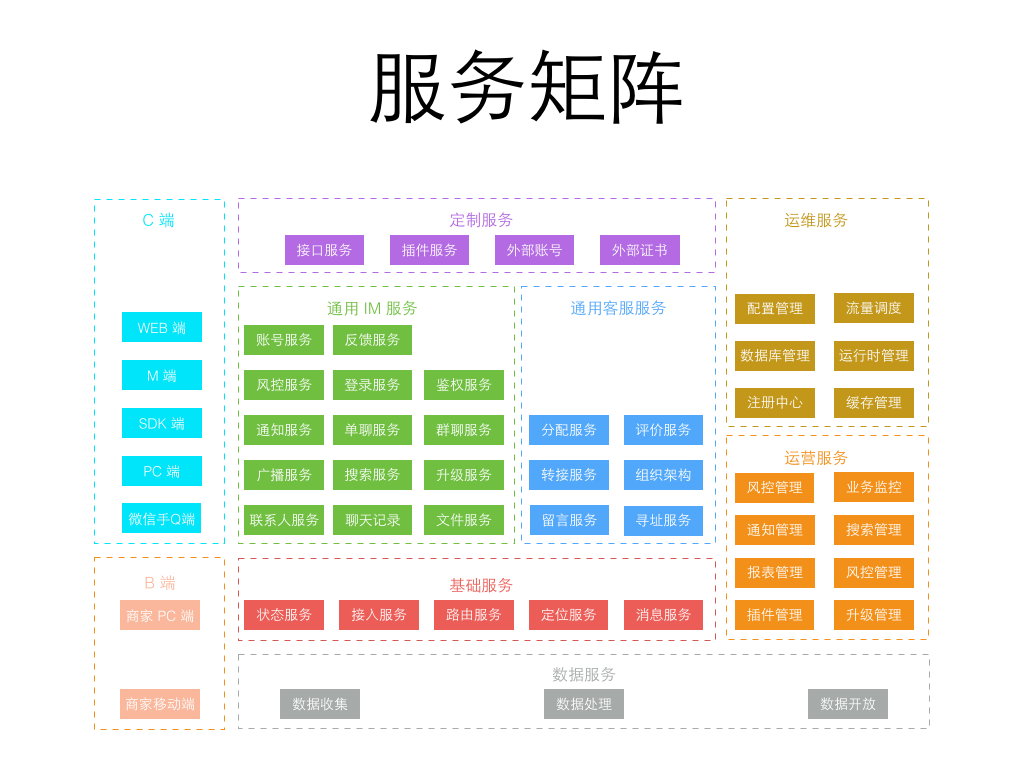 服务矩阵
C 端
WEB 端
M 端
SDK 端
PC 端
微信手Q端
B 端
商家 PC 端
商家移动端
定制服务
接口服务 插件服务 外部账号 外部证书
通用 IM 服务
账号服务 反馈服务
风控服务 登录服务 鉴权服务
通知服务 单聊服务 群聊服务
广播服务 搜索服务 升级服务
联系人服务 聊天记录 文件服务
通用客服服务
分配服务 评价服务
转接服务 组织架构
留言服务 寻址服务
基础服务
状态服务 接入服务 路由服务 定位服务 消息服务
运维服务
配置管理 流量调度
数据库管理 运行时管理
注册中心 缓存管理
运营服务
风控管理 业务监控
通知管理 搜索管理
报表管理 风控管理
插件管理 升级管理
数据服务
数据收集 数据处理 数据开放